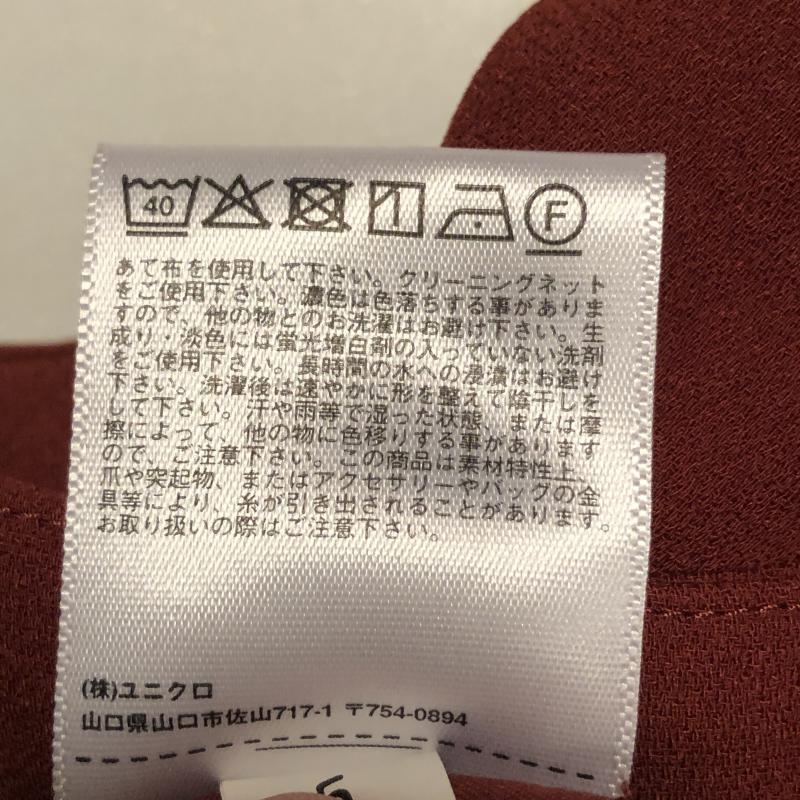 40
F
あて布を使用して下さい。クリーニングネット
をご使用下さい。濃色は色落ちする事がありま
すので、他の物とのお洗濯はお避け下さい。生
成り・淡色には蛍光増白剤の入っていない洗剤
をご使用下さい。長時間の水への浸漬はお避け
下さい。洗濯後は速やかに形を整えて陰干しを
して下さい。汗や雨等で湿った状態、または摩
擦によって、他の物に色移りする事があります
ので、ご注意下さい。この商品は素材特性上、
爪や突起物、またはアクセサリーやバッグの金
具等により、糸が引き出されることがあります。
お取り扱いの際はご注意下さい。
(株)ユニクロ
山口県山口市佐山717-1 〒754-0894